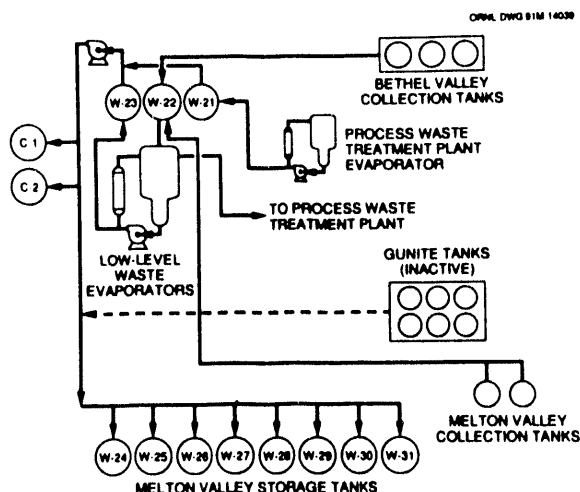 ORNL DWG 91M 14039
BETHEL VALLEY
COLLECTION TANKS
W-23
W-22
W-21
C 1
C 2
PROCESS WASTE
TREATMENT PLANT
EVAPORATOR
TO PROCESS WASTE
TREATMENT PLANT
LOW-LEVEL
WASTE
EVAPORATORS
GUNITE TANKS
(INACTIVE)
MELTON VALLEY
COLLECTION TANKS
W-24
W-25
W-26
W-27
W-28
W-29
W-30
W-31
MELTON VALLEY STORAGE TANKS